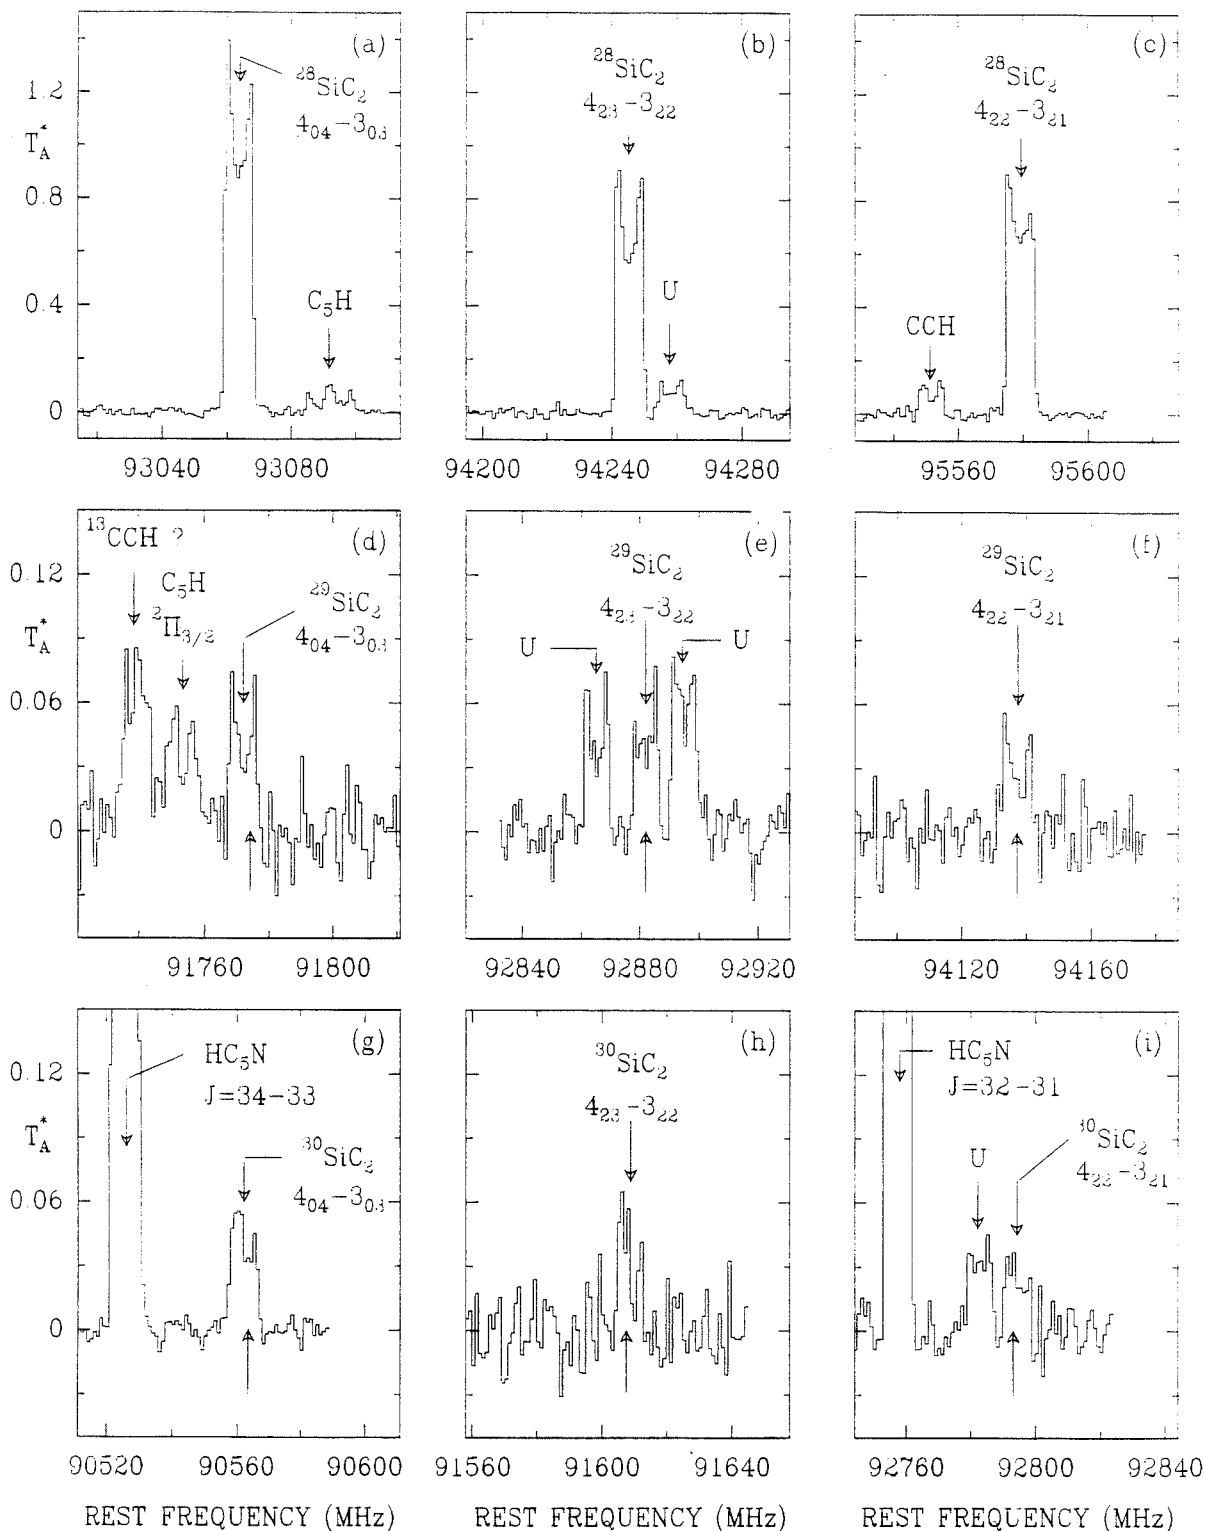 (a)
²⁸SiC₂
4₀₄−3₀₃
1.2
T_A^*
0.8
0.4
0
C₅H
93040 93080
(b)
²⁸SiC₂
4₂₃−3₂₂
U
94200 94240 94280
(c)
²⁸SiC₂
4₂₂−3₂₁
CCH
95560 95600
(d)
¹³CCH ?
C₅H
²Π₃/₂
²⁹SiC₂
4₀₄−3₀₃
0.12
T_A^*
0.06
0
91760 91800
(e)
²⁹SiC₂
4₂₃−3₂₂
U
U
92840 92880 92920
(f)
²⁹SiC₂
4₂₂−3₂₁
94120 94160
(g)
HC₅N
J=34−33
³⁰SiC₂
4₀₄−3₀₃
0.12
T_A^*
0.06
0
90520 90560 90600
REST FREQUENCY (MHz)
(h)
³⁰SiC₂
4₂₃−3₂₂
91560 91600 91640
REST FREQUENCY (MHz)
(i)
HC₅N
J=32−31
U
³⁰SiC₂
4₂₂−3₂₁
92760 92800 92840
REST FREQUENCY (MHz)